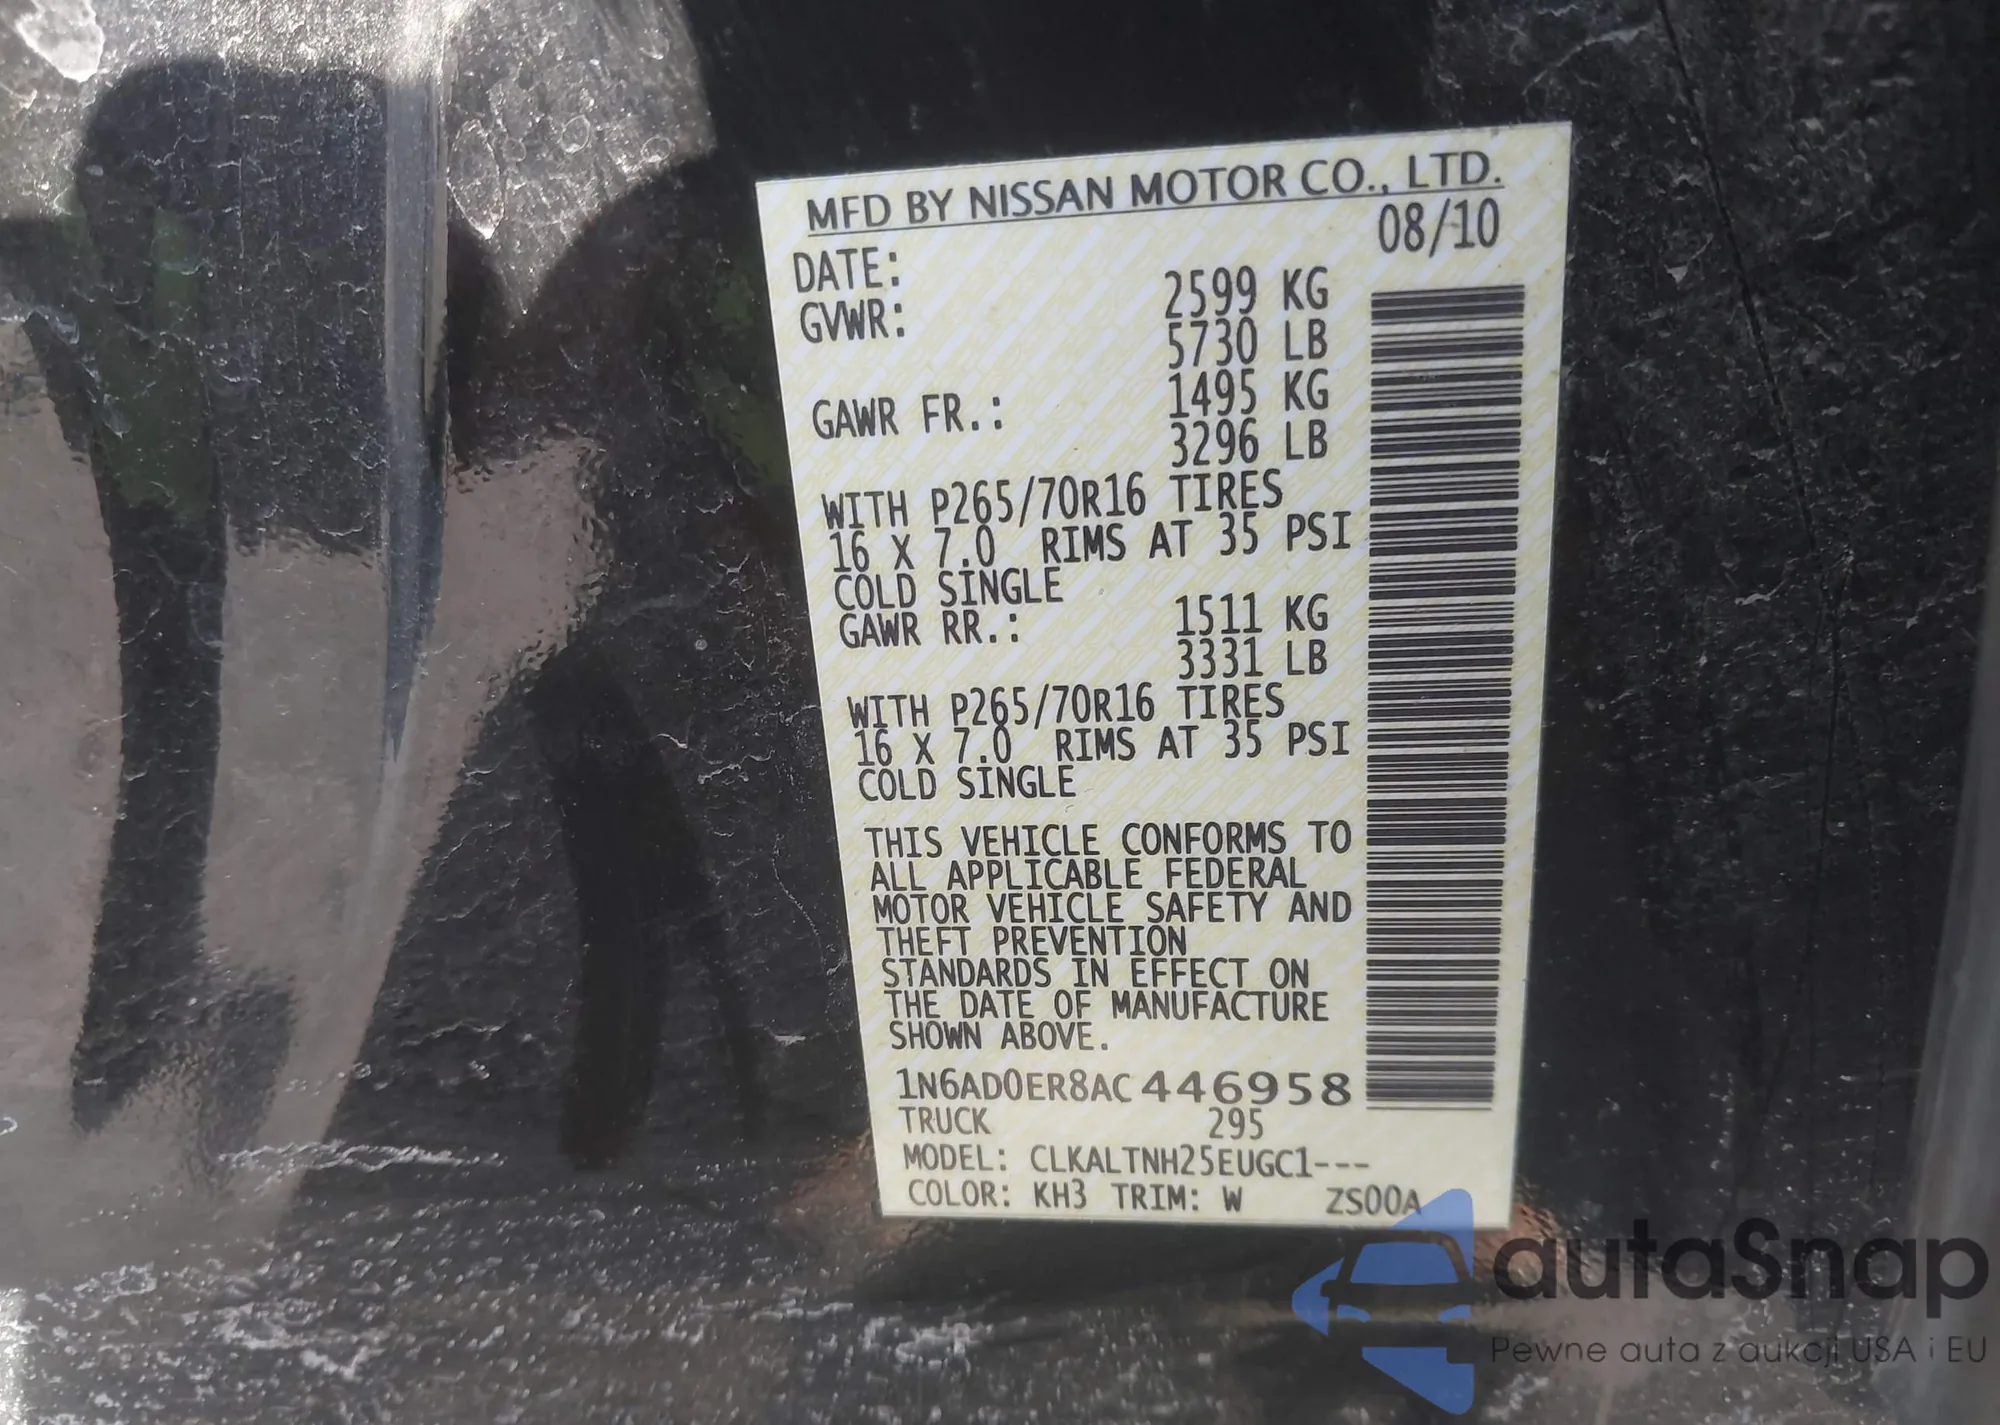 MFD BY NISSAN MOTOR CO., LTD.
DATE: 08/10
GVWR: 2599 KG
5730 LB
GAWR FR.: 1495 KG
3296 LB
WITH P265/70R16 TIRES
16 X 7.0 RIMS AT 35 PSI
COLD SINGLE
GAWR RR.: 1511 KG
3331 LB
WITH P265/70R16 TIRES
16 X 7.0 RIMS AT 35 PSI
COLD SINGLE
THIS VEHICLE CONFORMS TO
ALL APPLICABLE FEDERAL
MOTOR VEHICLE SAFETY AND
THEFT PREVENTION
STANDARDS IN EFFECT ON
THE DATE OF MANUFACTURE
SHOWN ABOVE.
1N6AD0ER8AC446958
TRUCK 295
MODEL: CLKALTNH25EUGC1---
COLOR: KH3 TRIM: W ZS00A
autaSnap
Pewne auta z aukcji USA i EU